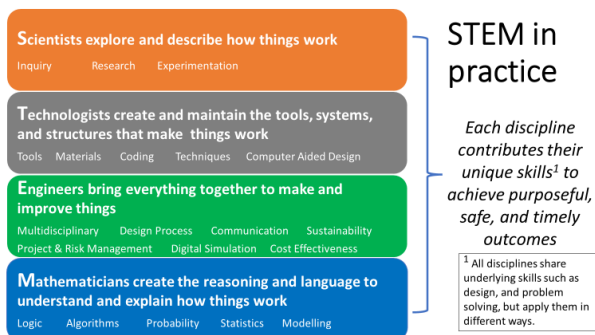 Scientists explore and describe how things work
Inquiry Research Experimentation
Technologists create and maintain the tools, systems,
and structures that make things work
Tools Materials Coding Techniques Computer Aided Design
Engineers bring everything together to make and
improve things
Multidisciplinary Design Process Communication Sustainability
Project & Risk Management Digital Simulation Cost Effectiveness
Mathematicians create the reasoning and language to
understand and explain how things work
Logic Algorithms Probability Statistics Modelling
STEM in
practice
Each discipline
contributes their
unique skills1 to
achieve purposeful,
safe, and timely
outcomes
1 All disciplines share
underlying skills such as
design, and problem
solving, but apply them in
different ways.